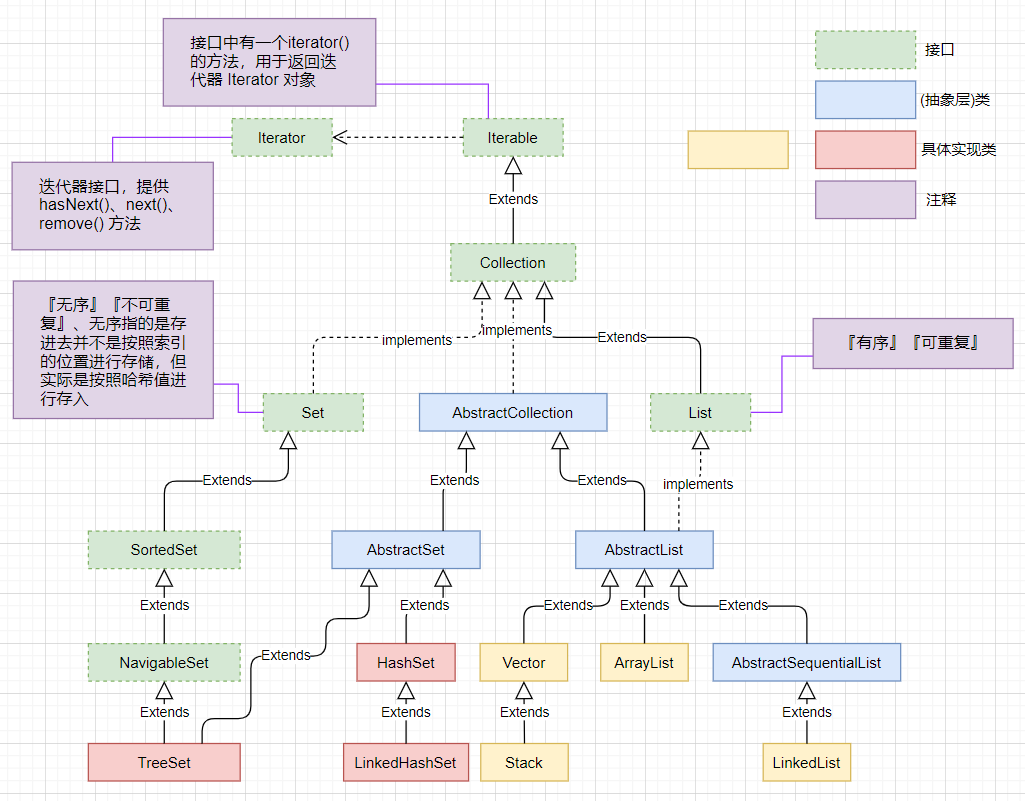 接口中有一个iterator()
的方法，用于返回迭
代器 Iterator 对象
接口
(抽象层)类
Iterator
Iterable
具体实现类
迭代器接口，提供
hasNext()、next()、
remove() 方法
注释
Extends
Collection
『无序』『不可重
复』、无序指的是存
进去并不是按照索引
的位置进行存储，但
实际是按照哈希值进
行存入
implements
implements
Extends
『有序』『可重复』
Set
AbstractCollection
List
Extends
Extends
Extends
implements
SortedSet
AbstractSet
AbstractList
Extends
Extends
Extends
Extends
Extends
Extends
NavigableSet
HashSet
Vector
ArrayList
AbstractSequentialList
Extends
Extends
Extends
Extends
TreeSet
LinkedHashSet
Stack
LinkedList